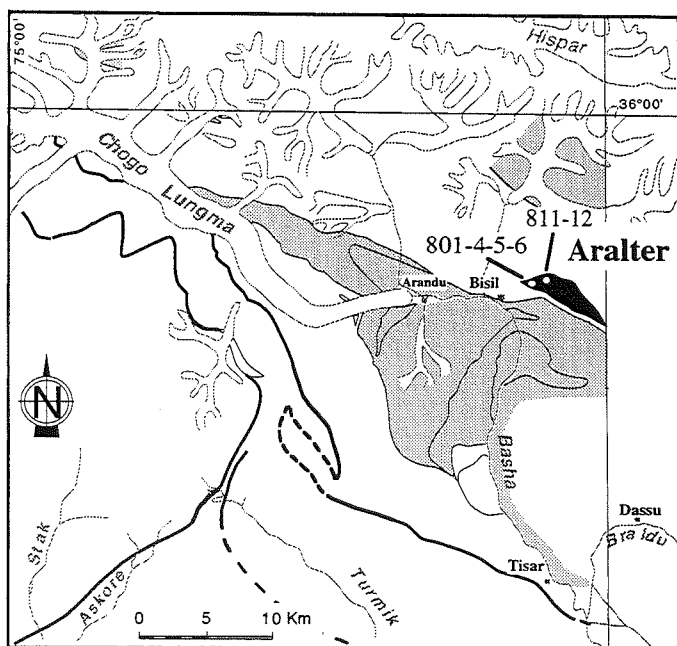 75°00'
Hispar
36°00'
Chogo
Lungma
811-12
801-4-5-6
Aralter
Arandu
Bisil
N
Basha
Stak
Dassu
Braldu
Askore
Turmik
Tisar
0 5 10 Km